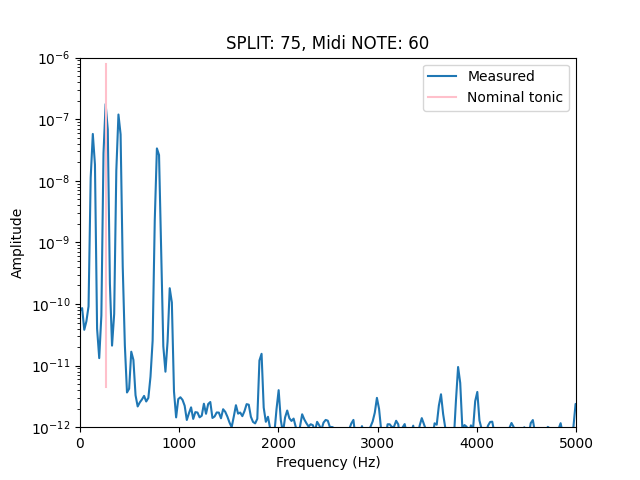 SPLIT: 75, Midi NOTE: 60
Measured
Nominal tonic
Amplitude
10⁻⁶
10⁻⁷
10⁻⁸
10⁻⁹
10⁻¹⁰
10⁻¹¹
10⁻¹²
0 1000 2000 3000 4000 5000
Frequency (Hz)